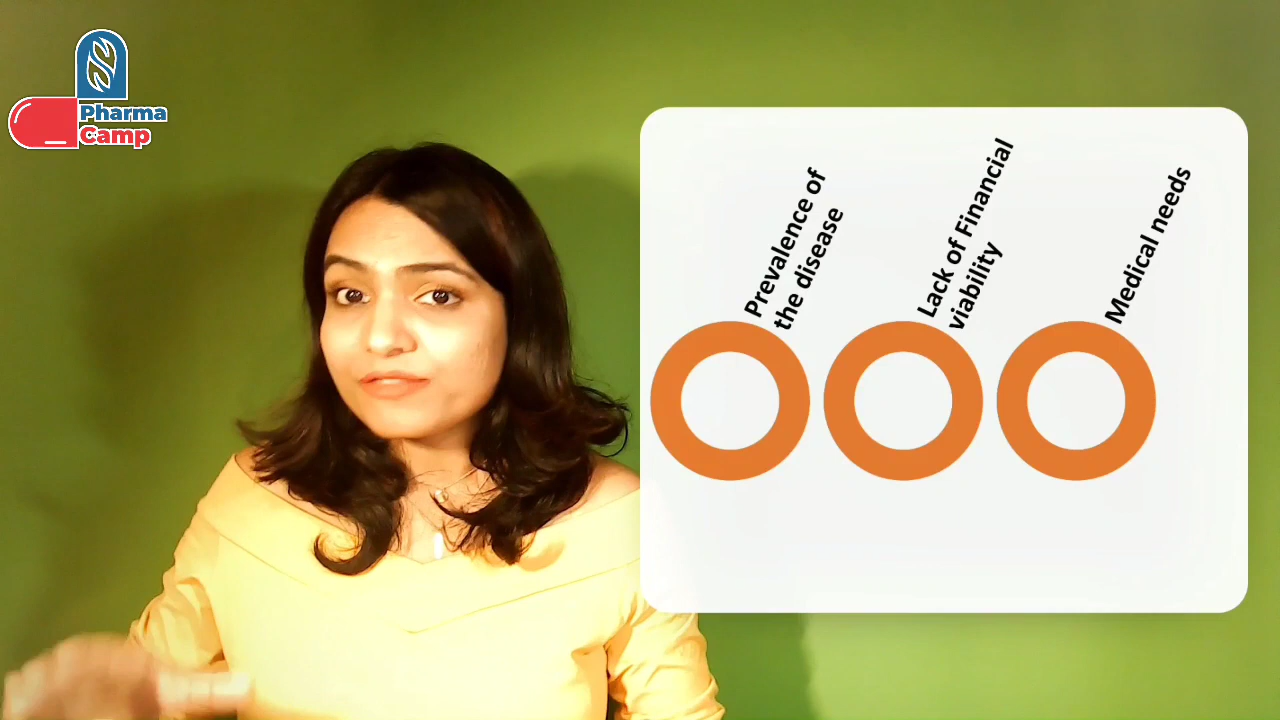 Pharma
Camp
Prevalence of
the disease
Lack of Financial
viability
Medical needs